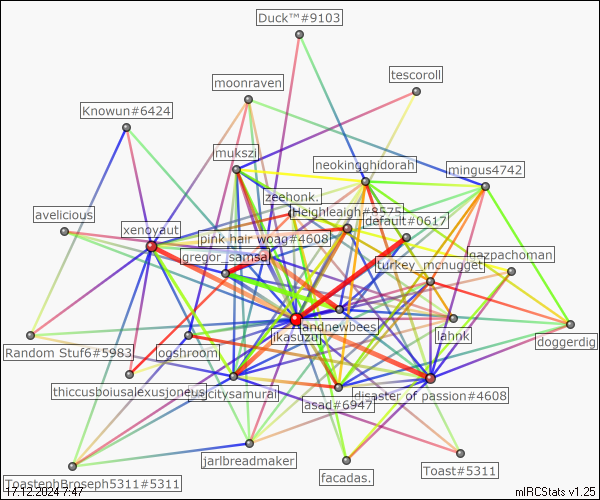 Duck™#9103
tescoroll
moonraven
Knowun#6424
mukszi
neokingghidorah
mingus4742
zeehonk.
Heighleaigh#8575
avelicious
default#0617
xenoyaut
pink hair woag#4608
gregor_samsa
nazpachoman
turkey_mcnugget
andnewbees
ikasuzu
lahnk
doggerdig
Random Stuf6#5983
ogshroom
thiccusboiusalexusjoneus
citysamurai
disaster of passion#4608
asad#6947
jarlbreadmaker
Toast#5311
facadas.
ToastephBroseph5311#5311
17.12.2024 7:47
mIRCStats v1.25